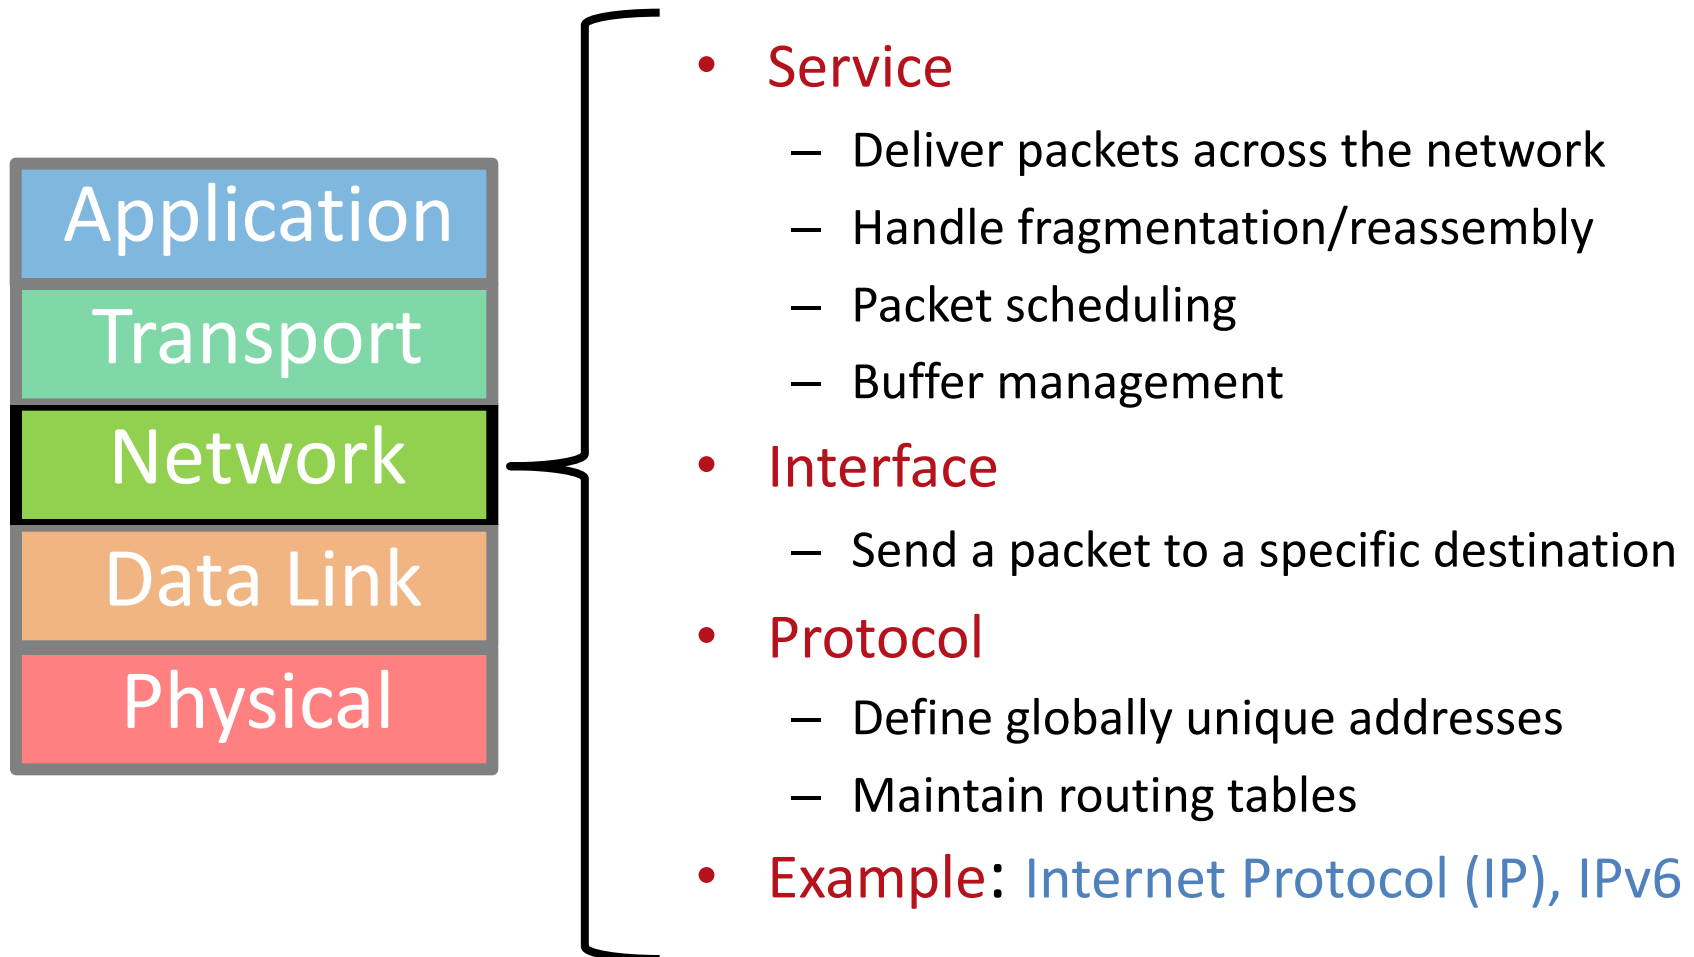 Application
Transport
Network
Data Link
Physical
• Service
– Deliver packets across the network
– Handle fragmentation/reassembly
– Packet scheduling
– Buffer management
• Interface
– Send a packet to a specific destination
• Protocol
– Define globally unique addresses
– Maintain routing tables
• Example: Internet Protocol (IP), IPv6